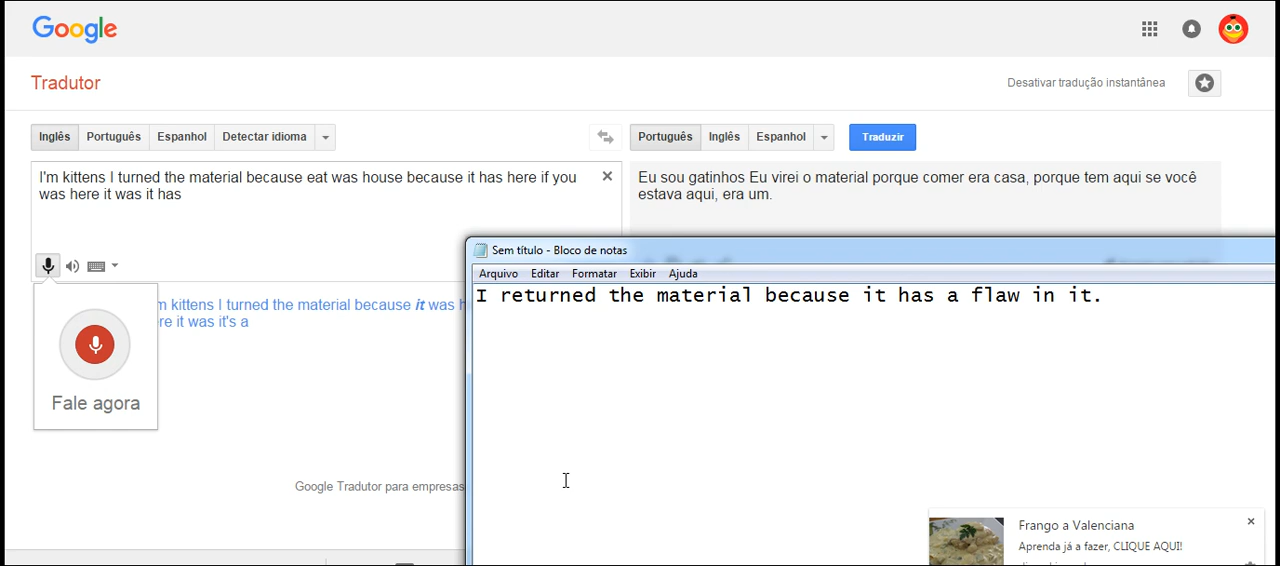 Google
Tradutor
Desativar tradução instantânea
Inglês Português Espanhol Detectar idioma
Português Inglês Espanhol Traduzir
I'm kittens I turned the material because eat was house because it has here if you
was here it was it has
Eu sou gatinhos Eu virei o material porque comer era casa, porque tem aqui se você
estava aqui, era um.
m kittens I turned the material because it was h
re it was it's a
Fale agora
Google Tradutor para empresas
Sem título - Bloco de notas
Arquivo Editar Formatar Exibir Ajuda
I returned the material because it has a flaw in it.
Frango a Valenciana
Aprenda já a fazer, CLIQUE AQUI!